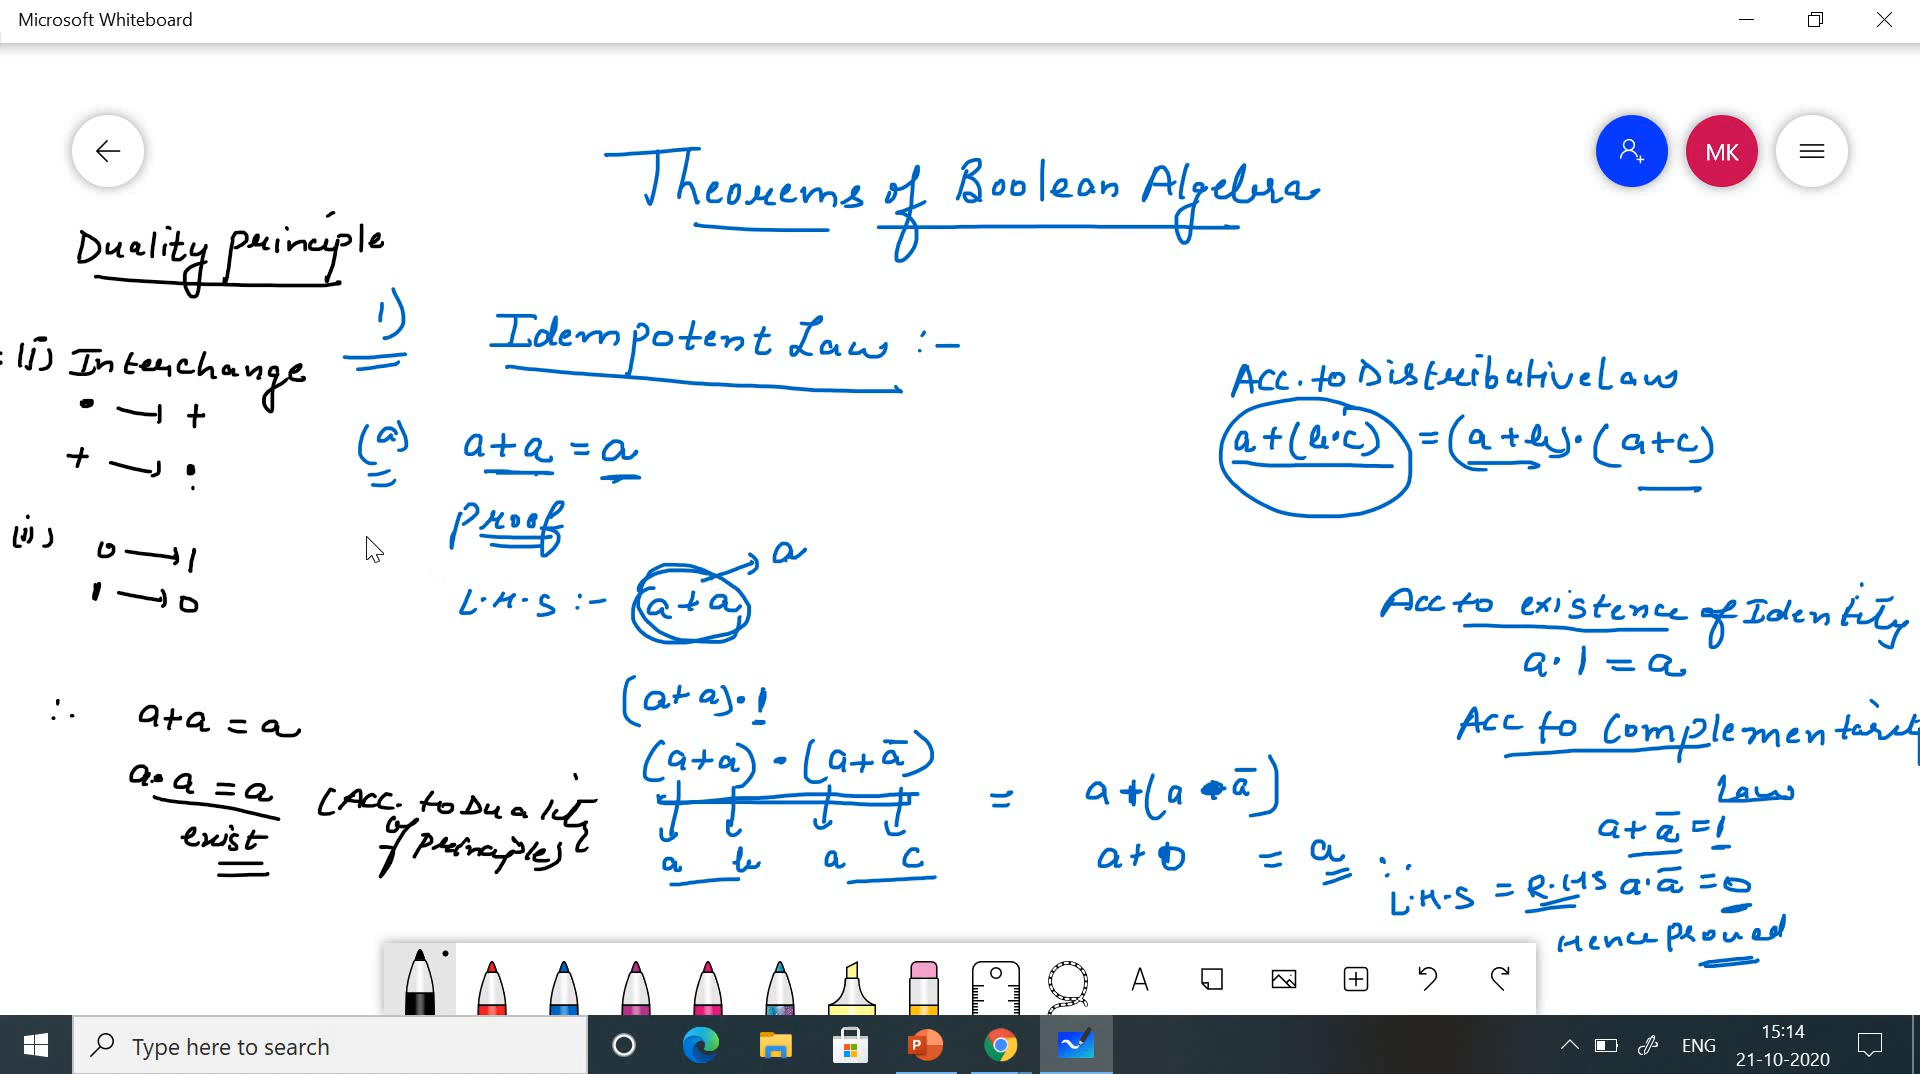 Microsoft Whiteboard
MK
Theorems of Boolean Algebra
Duality principle
(i) Interchange
• → +
+ → •
(ii) 0 → 1
1 → 0
∴ a+a = a
a•a = a
exist
(Acc. to Duality
of principles)
1) Idempotent Law :-
(a) a+a = a
Proof
L.H.S :- a+a → a
(a+a)•1
(a+a)•(a+ā) = a+(a•ā)
a b a c
a+0 = a ∴
L.H.S = R.HS
Hence proved
Acc. to Distributive Law
a+(b•c) = (a+b)•(a+c)
Acc to existence of Identity
a•1 = a
Acc to Complementarity
Law
a+ā = 1
a•ā = 0
A
Type here to search
ENG
15:14
21-10-2020